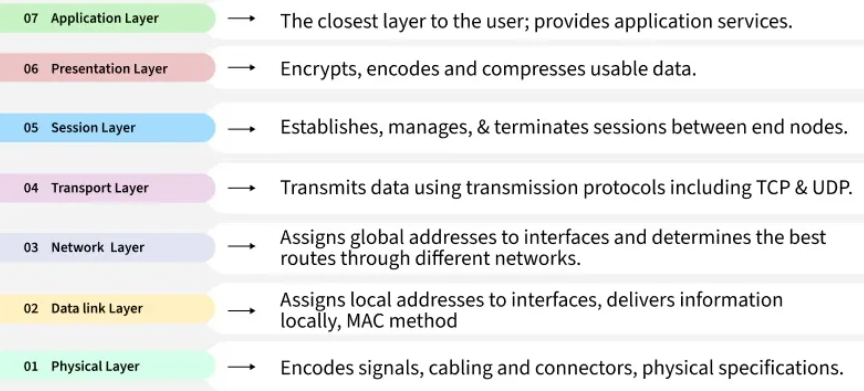 07 Application Layer → The closest layer to the user; provides application services.
06 Presentation Layer → Encrypts, encodes and compresses usable data.
05 Session Layer → Establishes, manages, & terminates sessions between end nodes.
04 Transport Layer → Transmits data using transmission protocols including TCP & UDP.
03 Network Layer → Assigns global addresses to interfaces and determines the best
routes through different networks.
02 Data link Layer → Assigns local addresses to interfaces, delivers information
locally, MAC method
01 Physical Layer → Encodes signals, cabling and connectors, physical specifications.